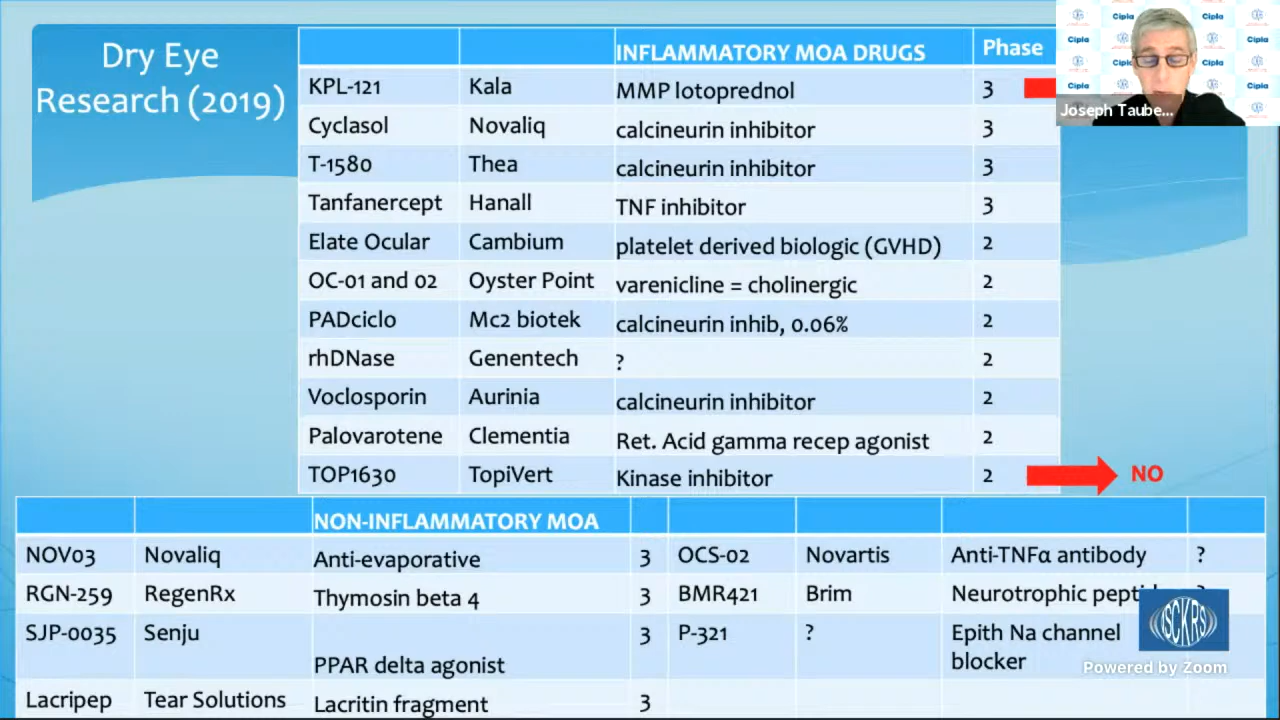 Dry Eye
Research (2019)
INFLAMMATORY MOA DRUGS Phase
KPL-121 Kala MMP lotoprednol 3
Cyclasol Novaliq calcineurin inhibitor 3
T-1580 Thea calcineurin inhibitor 3
Tanfanercept Hanall TNF inhibitor 3
Elate Ocular Cambium platelet derived biologic (GVHD) 2
OC-01 and 02 Oyster Point varenicline = cholinergic 2
PADciclo Mc2 biotek calcineurin inhib, 0.06% 2
rhDNase Genentech ? 2
Voclosporin Aurinia calcineurin inhibitor 2
Palovarotene Clementia Ret. Acid gamma recep agonist 2
TOP1630 TopiVert Kinase inhibitor 2 NO
NON-INFLAMMATORY MOA
NOV03 Novaliq Anti-evaporative 3 OCS-02 Novartis Anti-TNFα antibody ?
RGN-259 RegenRx Thymosin beta 4 3 BMR421 Brim Neurotrophic
SJP-0035 Senju PPAR delta agonist 3 P-321 ? Epith Na channel
blocker
Lacripep Tear Solutions Lacritin fragment 3
Cipla Cipla
Cipla Cipla
Joseph Taube...
ISCKRS
Powered by Zoom